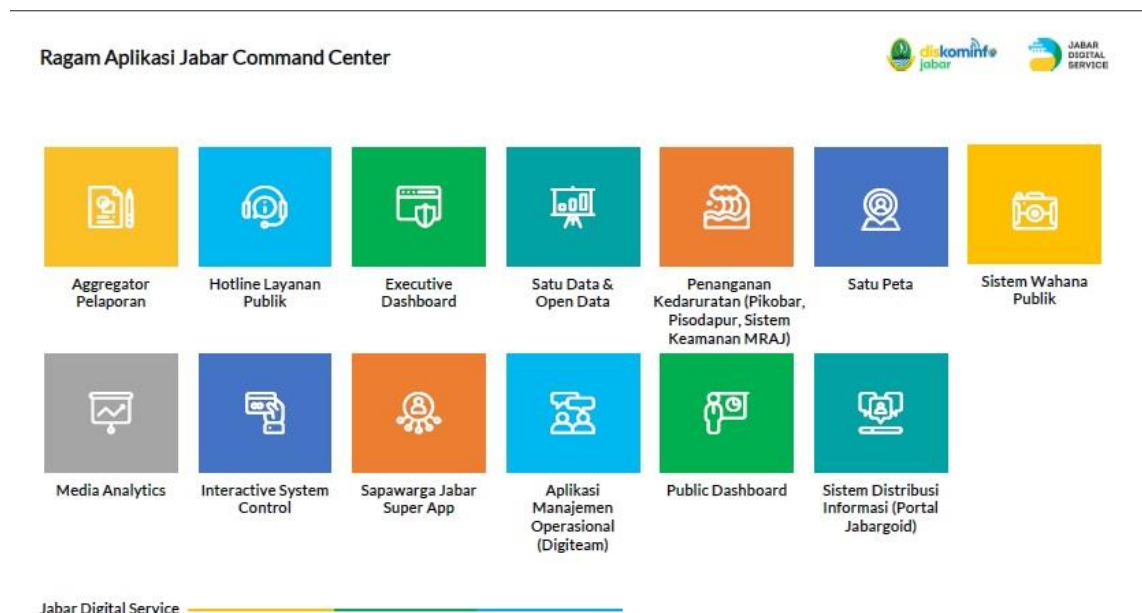 Ragam Aplikasi Jabar Command Center
diskominfo
jabar
JABAR
DIGITAL
SERVICE
Aggregator
Pelaporan
Hotline Layanan
Publik
Executive
Dashboard
Satu Data &
Open Data
Penanganan
Kedaruratan (Pikobar,
Pisodapur, Sistem
Keamanan MRAJ)
Satu Peta
Sistem Wahana
Publik
Media Analytics
Interactive System
Control
Sapawarga Jabar
Super App
Aplikasi
Manajemen
Operasional
(Digiteam)
Public Dashboard
Sistem Distribusi
Informasi (Portal
Jabargoid)
Jabar Digital Service